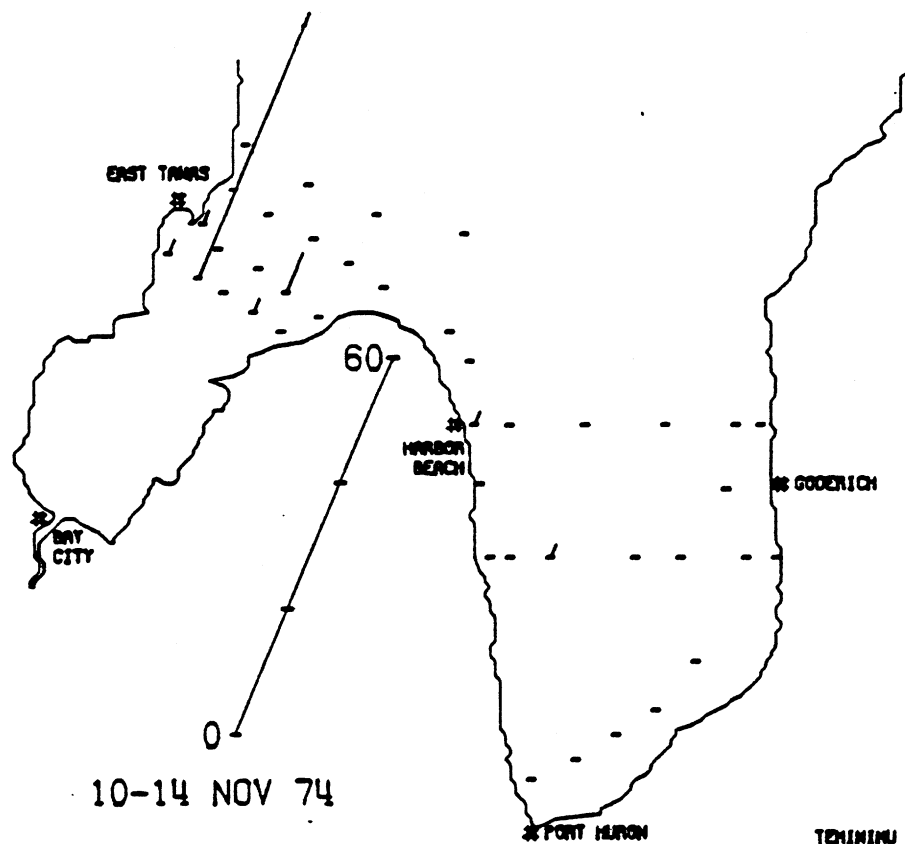 EAST TAWAS
60
HARBOR
BEACH
GODERICH
BAY
CITY
0
10-14 NOV 74
PORT HURON